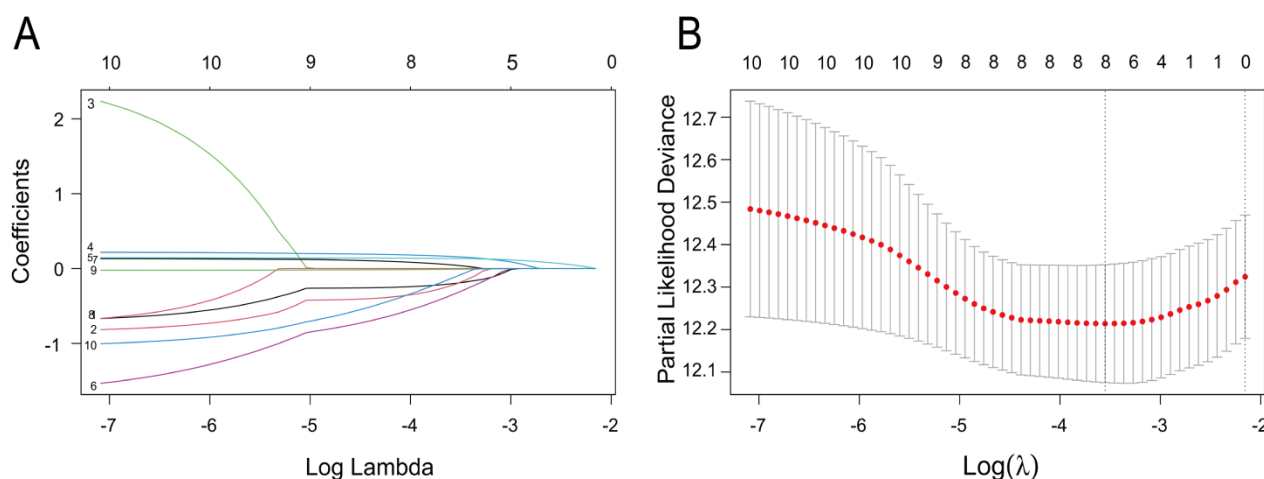 A
10 10 9 8 5 0
Coefficients
2
1
0
-1
3
4
5 7
9
8 1
2
10
6
-7 -6 -5 -4 -3 -2
Log Lambda
B
10 10 10 10 10 9 8 8 8 8 8 6 4 1 1 0
Partial Likelihood Deviance
12.7
12.6
12.5
12.4
12.3
12.2
12.1
-7 -6 -5 -4 -3 -2
Log(λ)